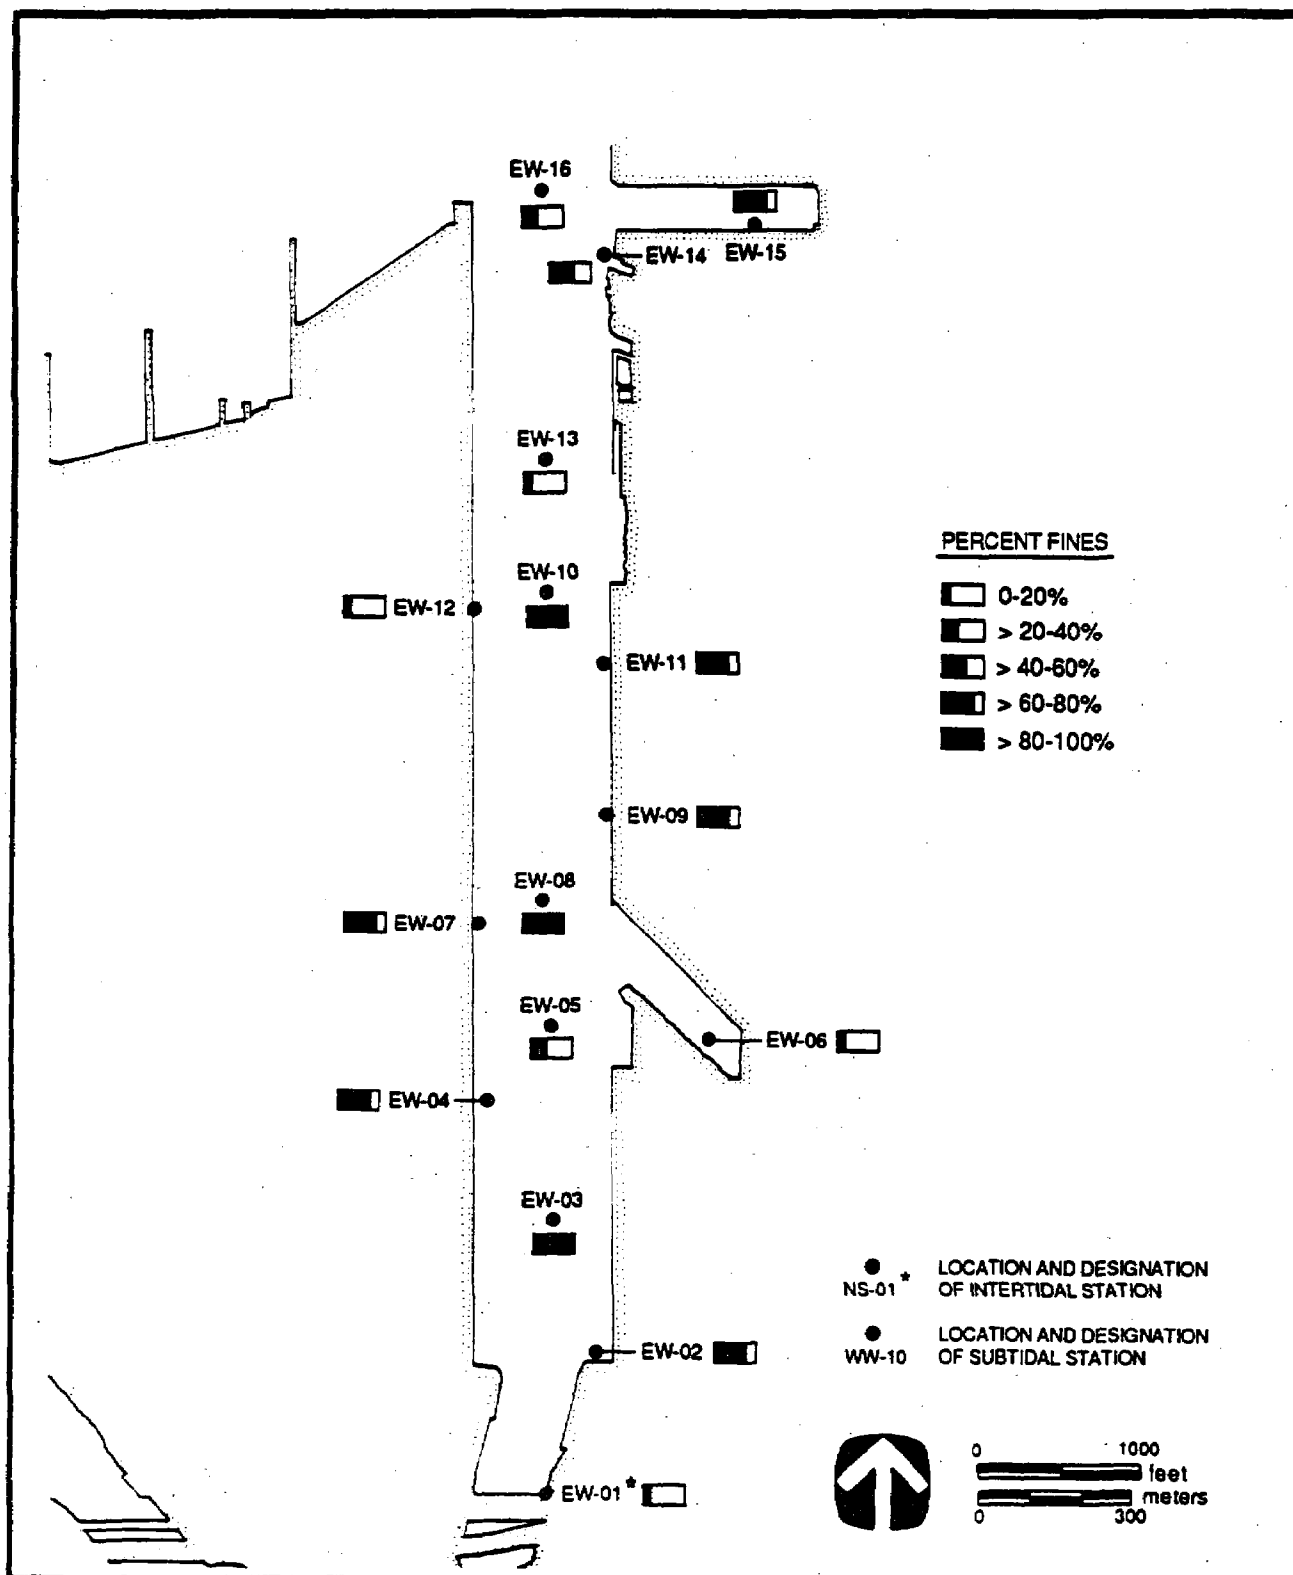 EW-16
EW-14
EW-15
EW-13
EW-10
EW-12
EW-11
EW-09
EW-08
EW-07
EW-05
EW-06
EW-04
EW-03
EW-02
EW-01*
PERCENT FINES
0-20%
> 20-40%
> 40-60%
> 60-80%
> 80-100%
NS-01* LOCATION AND DESIGNATION
OF INTERTIDAL STATION
WW-10 LOCATION AND DESIGNATION
OF SUBTIDAL STATION
0 1000
feet
meters
0 300